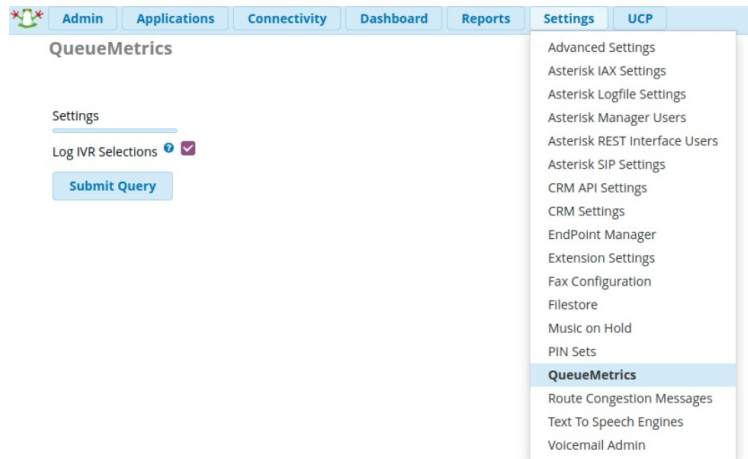 Admin Applications Connectivity Dashboard Reports Settings UCP
QueueMetrics
Settings
Log IVR Selections ?
Submit Query
Advanced Settings
Asterisk IAX Settings
Asterisk Logfile Settings
Asterisk Manager Users
Asterisk REST Interface Users
Asterisk SIP Settings
CRM API Settings
CRM Settings
EndPoint Manager
Extension Settings
Fax Configuration
Filestore
Music on Hold
PIN Sets
QueueMetrics
Route Congestion Messages
Text To Speech Engines
Voicemail Admin